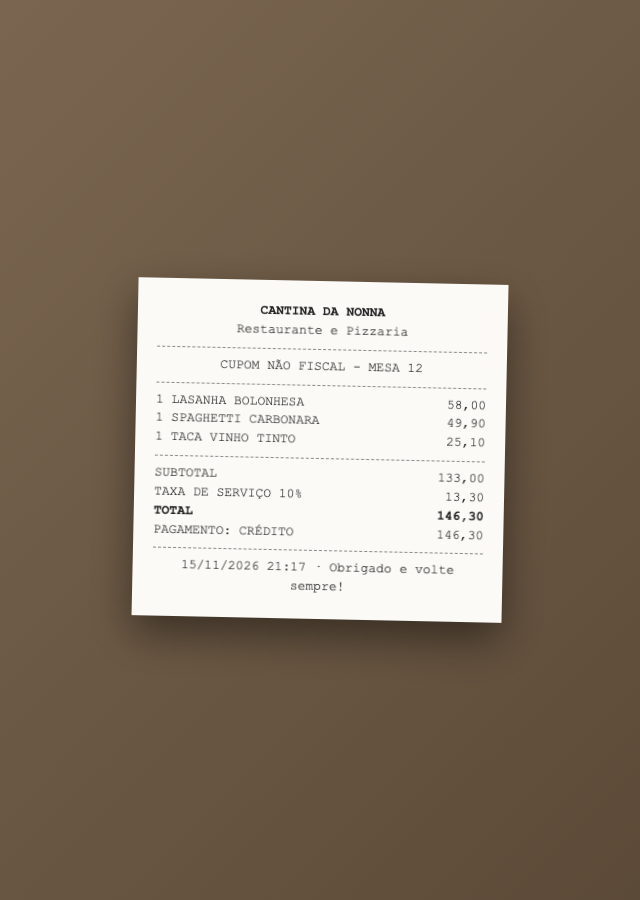 CANTINA DA NONNA
Restaurante e Pizzaria
CUPOM NÃO FISCAL - MESA 12
1 LASANHA BOLONHESA 58,00
1 SPAGHETTI CARBONARA 49,90
1 TACA VINHO TINTO 25,10
SUBTOTAL 133,00
TAXA DE SERVIÇO 10% 13,30
TOTAL 146,30
PAGAMENTO: CRÉDITO 146,30
15/11/2026 21:17 · Obrigado e volte
sempre!